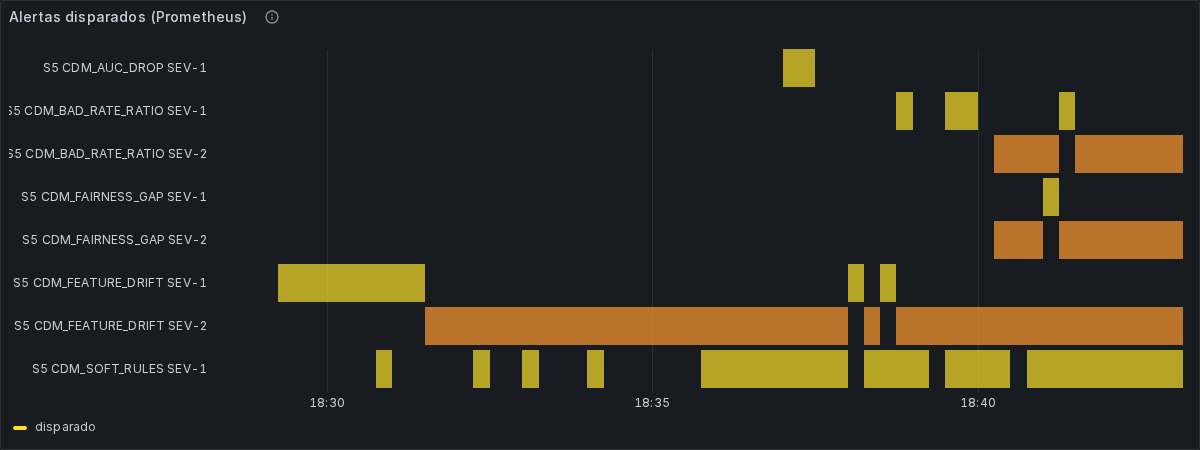 Alertas disparados (Prometheus)
S5 CDM_AUC_DROP SEV-1
S5 CDM_BAD_RATE_RATIO SEV-1
S5 CDM_BAD_RATE_RATIO SEV-2
S5 CDM_FAIRNESS_GAP SEV-1
S5 CDM_FAIRNESS_GAP SEV-2
S5 CDM_FEATURE_DRIFT SEV-1
S5 CDM_FEATURE_DRIFT SEV-2
S5 CDM_SOFT_RULES SEV-1
18:30 18:35 18:40
disparado